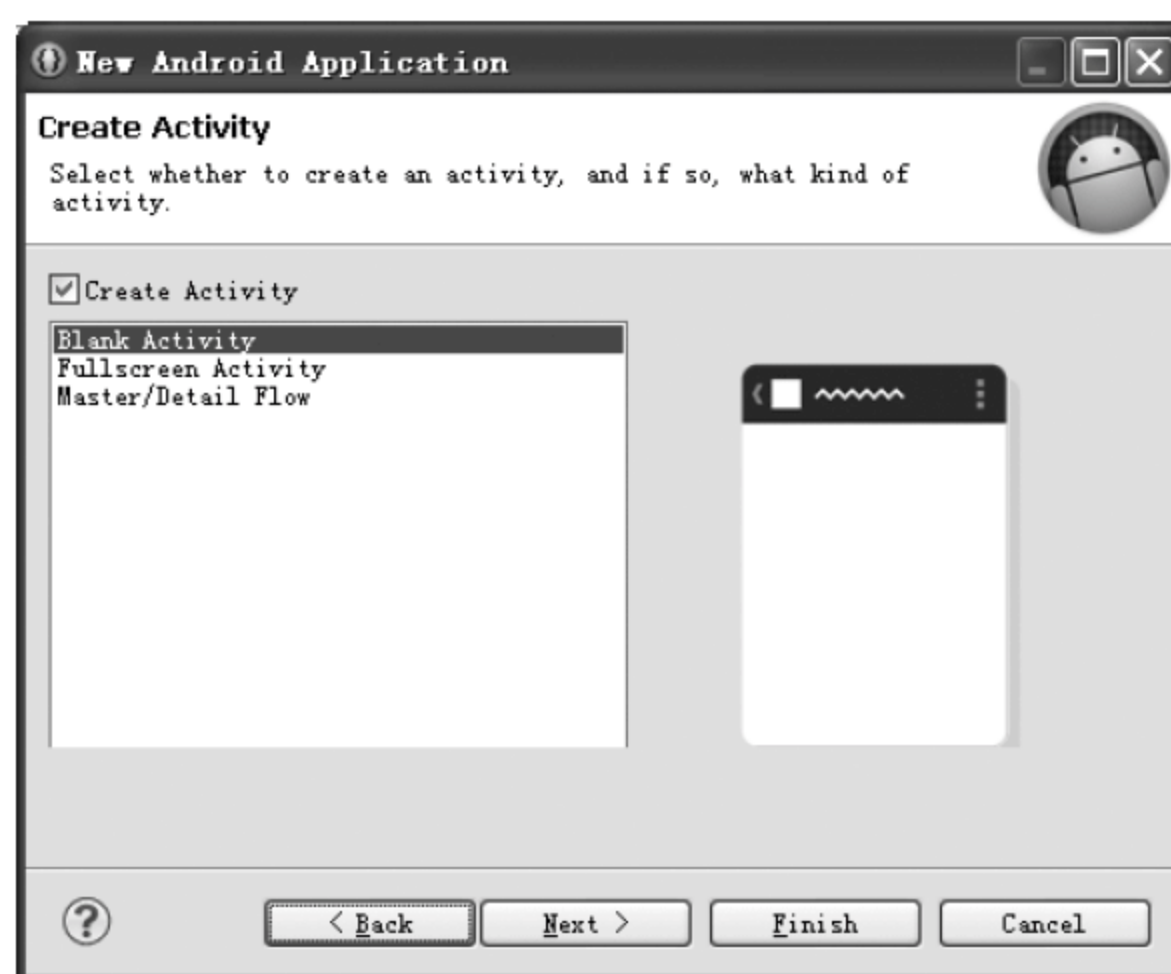 New Android Application
Create Activity
Select whether to create an activity, and if so, what kind of
activity.
Create Activity
Blank Activity
Fullscreen Activity
Master/Detail Flow
?
< Back
Next >
Finish
Cancel